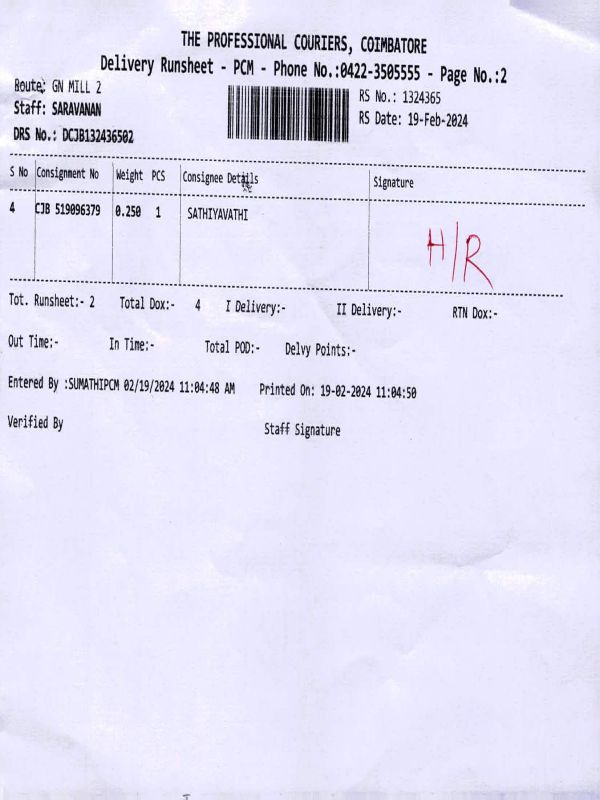 THE PROFESSIONAL COURIERS, COIMBATORE
Delivery Runsheet - PCM - Phone No.:0422-3505555 - Page No.:2
Route: GN MILL 2
RS No.: 1324365
Staff: SARAVANAN
RS Date: 19-Feb-2024
DRS No.: DCJB132436502
S No Consignment No Weight PCS Consignee Details Signature
4 CJB 519096379 0.250 1 SATHIYAVATHI
H/R
Tot. Runsheet:- 2 Total Dox:- 4 I Delivery:- II Delivery:- RTN Dox:-
Out Time:- In Time:- Total POD:- Delvy Points:-
Entered By :SUMATHIPCM 02/19/2024 11:04:48 AM Printed On: 19-02-2024 11:04:50
Verified By Staff Signature